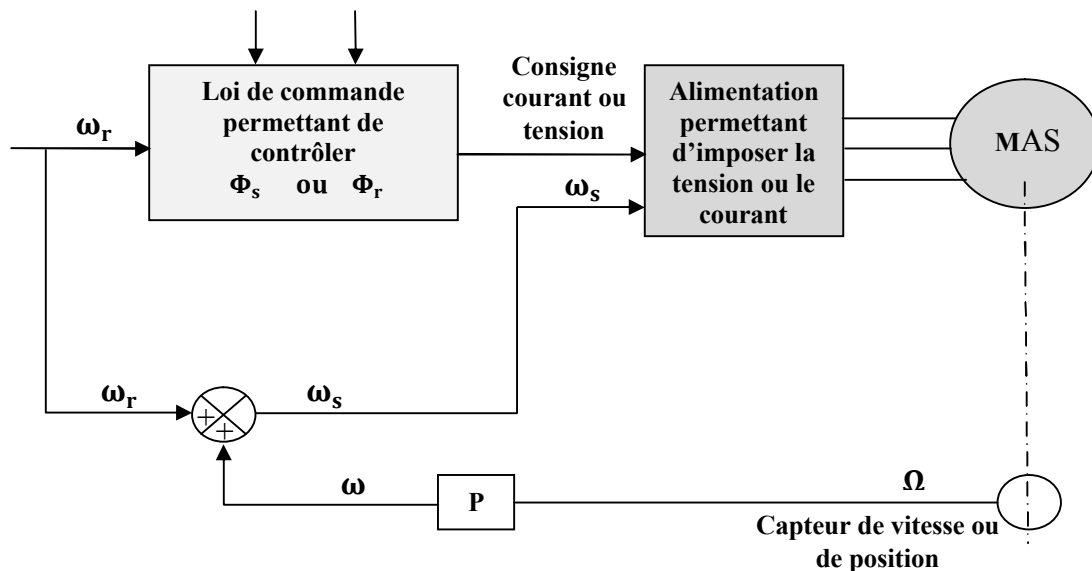 Loi de commande
permettant de
contrôler
Φs ou Φr
ωr
Consigne
courant ou
tension
ωs
Alimentation
permettant
d'imposer la
tension ou le
courant
MAS
ωr
+
+
ωs
ω
P
Ω
Capteur de vitesse ou
de position